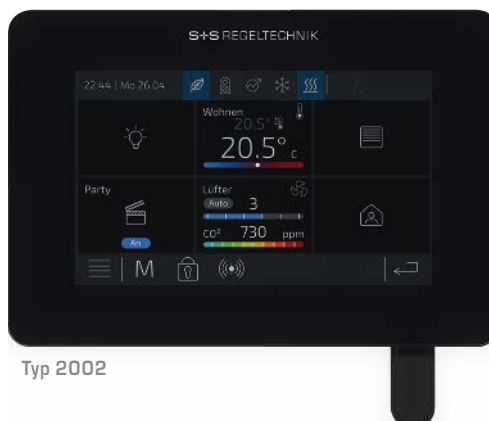 S+S REGELTECHNIK
22:44 | Mo 26.04
Wohnen
20.5°
20.5° C
Party
An
Lüfter
Auto 3
CO² 730 ppm
M
Typ 2002